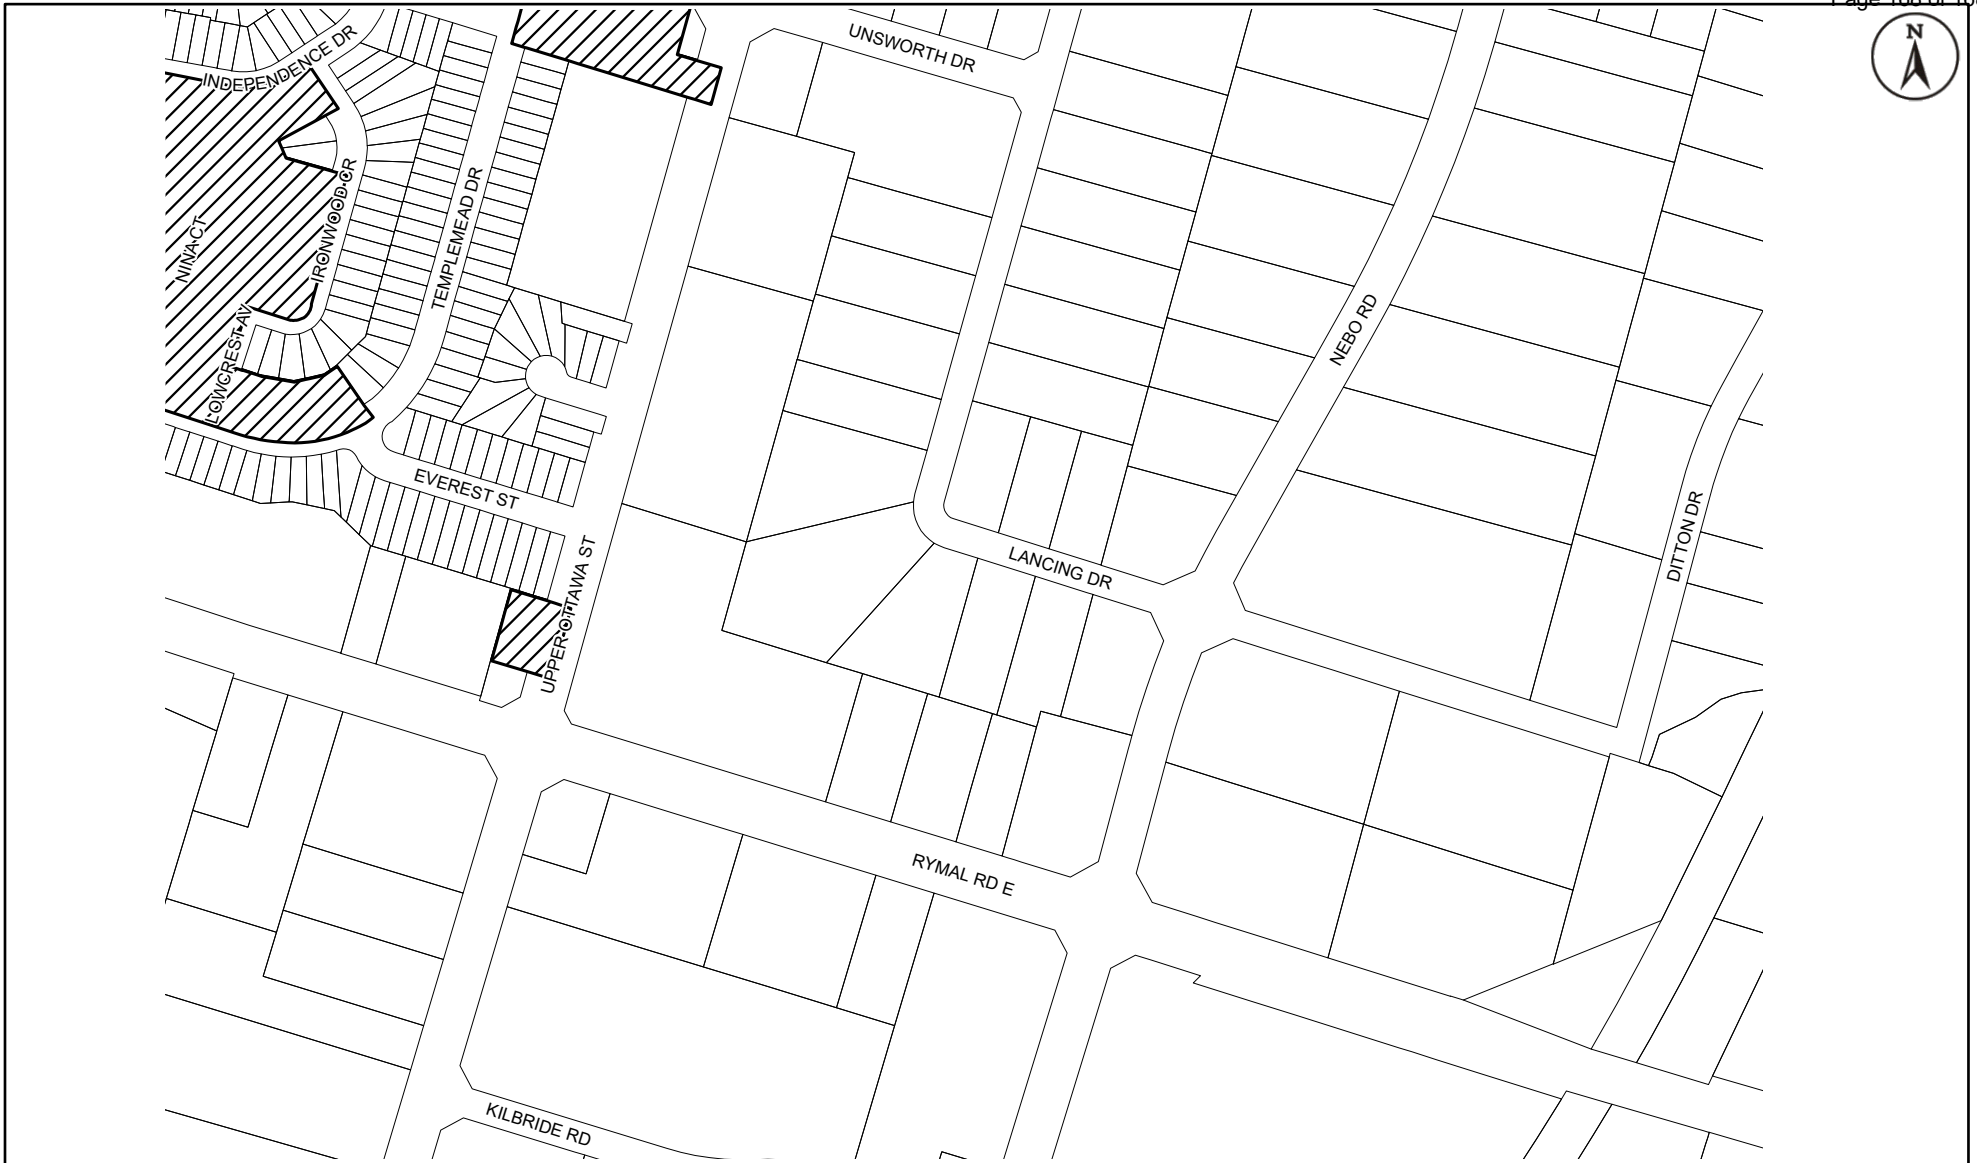 N
UNSWORTH DR
INDEPENDENCE DR
IRONWOOD CR
TEMPLEMEAD DR
NINA CT
LOWCREST AV
NEBO RD
EVEREST ST
DITTON DR
LANCING DR
UPPER OTTAWA ST
RYMAL RD E
KILBRIDE RD